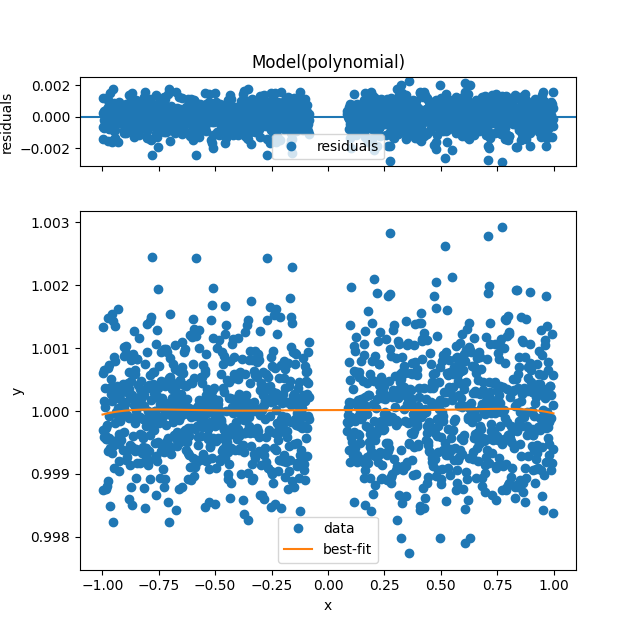 Model(polynomial)
0.002
0.000
−0.002
residuals
residuals
1.003
1.002
1.001
1.000
0.999
0.998
y
data
best-fit
−1.00 −0.75 −0.50 −0.25 0.00 0.25 0.50 0.75 1.00
x